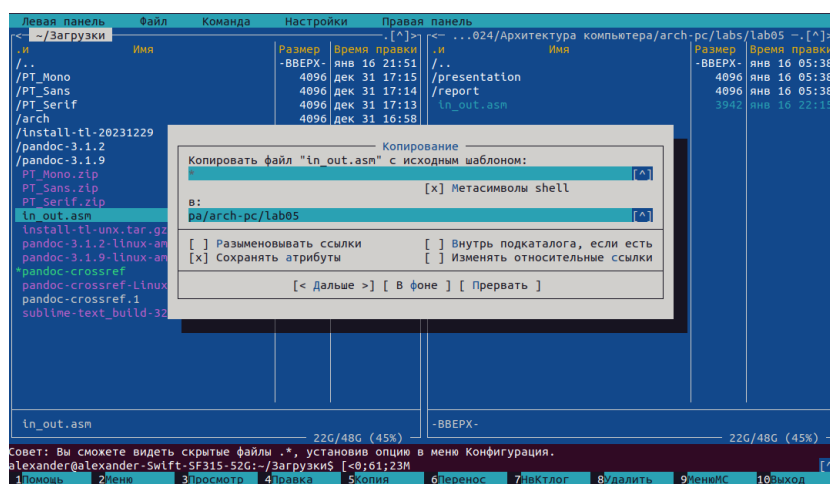 Левая панель Файл Команда Настройки Правая панель
<— ~/Загрузки .[^]>
.и Имя Размер Время правки
/.. -ВВЕРХ- янв 16 21:51
/PT_Mono 4096 дек 31 17:15
/PT_Sans 4096 дек 31 17:14
/PT_Serif 4096 дек 31 17:13
/arch 4096 дек 31 16:58
/install-tl-20231229
/pandoc-3.1.2
/pandoc-3.1.9
PT_Mono.zip
PT_Sans.zip
PT_Serif.zip
in_out.asm
install-tl-unx.tar.gz
pandoc-3.1.2-linux-am
pandoc-3.1.9-linux-am
*pandoc-crossref
pandoc-crossref-Linux
pandoc-crossref.1
sublime-text_build-32
in_out.asm
22G/48G (45%)
<— ...024/Архитектура компьютера/arch-pc/labs/lab05 —.[^]>
.и Имя Размер Время правки
/.. -ВВЕРХ- янв 16 05:38
/presentation 4096 янв 16 05:38
/report 4096 янв 16 05:38
in_out.asm 3942 янв 16 22:15
-ВВЕРХ-
22G/48G (45%)
Копирование
Копировать файл "in_out.asm" с исходным шаблоном:
* [^]
[x] Метасимволы shell
в:
pa/arch-pc/lab05 [^]
[ ] Разыменовывать ссылки [ ] Внутрь подкаталога, если есть
[x] Сохранять атрибуты [ ] Изменять относительные ссылки
[< Дальше >] [ В фоне ] [ Прервать ]
Совет: Вы сможете видеть скрытые файлы .*, установив опцию в меню Конфигурация.
alexander@alexander-Swift-SF315-52G:~/Загрузки$ [<0;61;23M [^
1Помощь 2Меню 3Просмотр 4Правка 5Копия 6Перенос 7НвКтлог 8Удалить 9МенюМС 10Выход